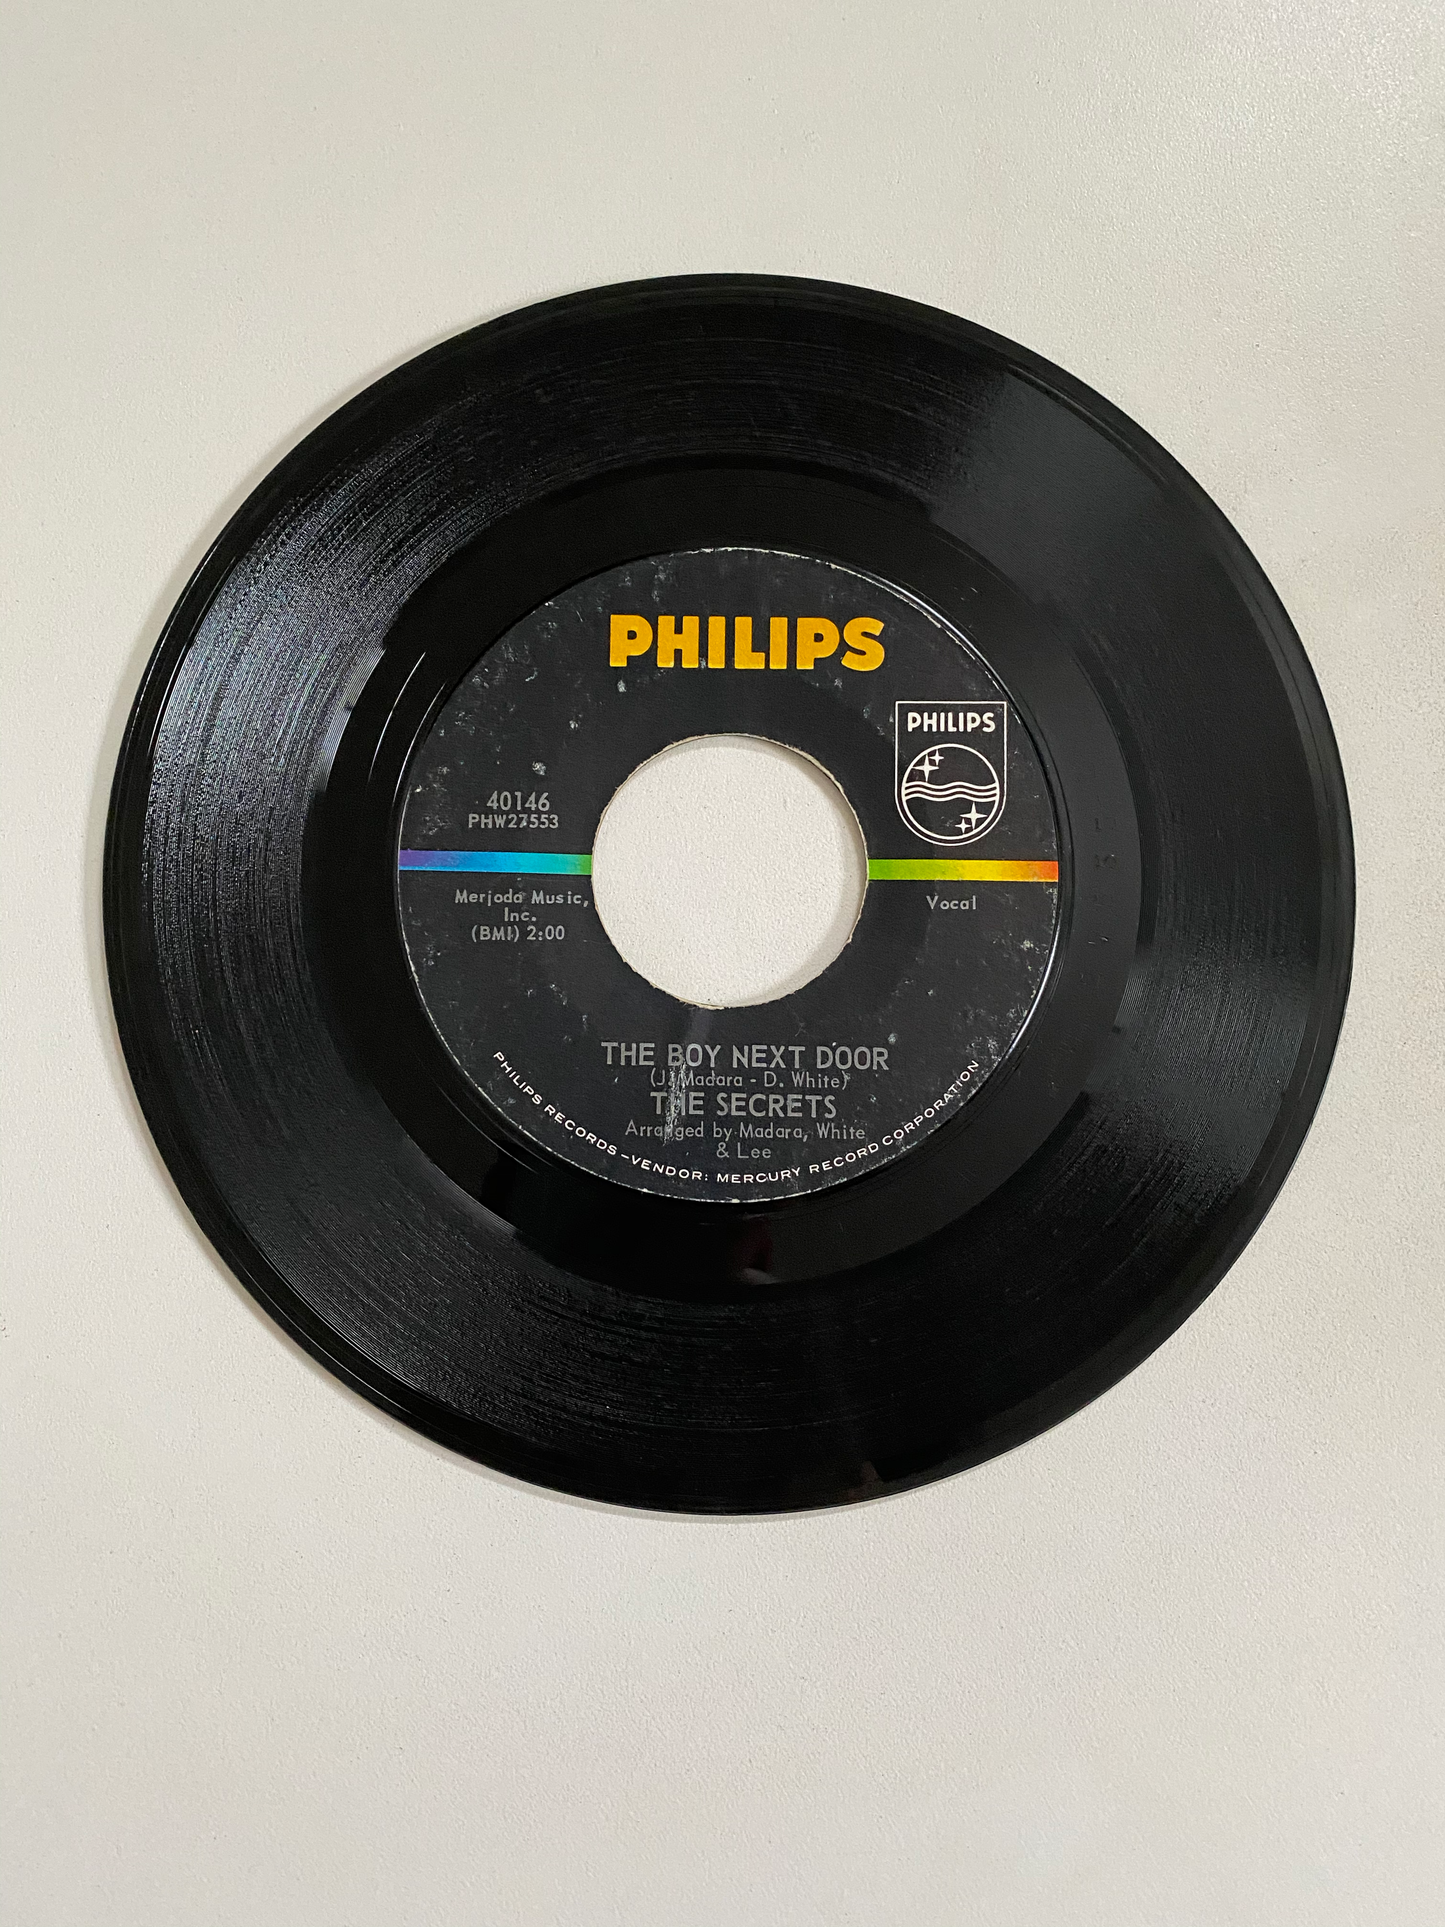 PHILIPS
PHILIPS
40146
PHW27553
Merjoda Music,
Inc.
(BMI) 2:00
Vocal
THE BOY NEXT DOOR
(J. Madara - D. White)
THE SECRETS
Arranged by Madara, White
& Lee
PHILIPS RECORDS – VENDOR: MERCURY RECORD CORPORATION